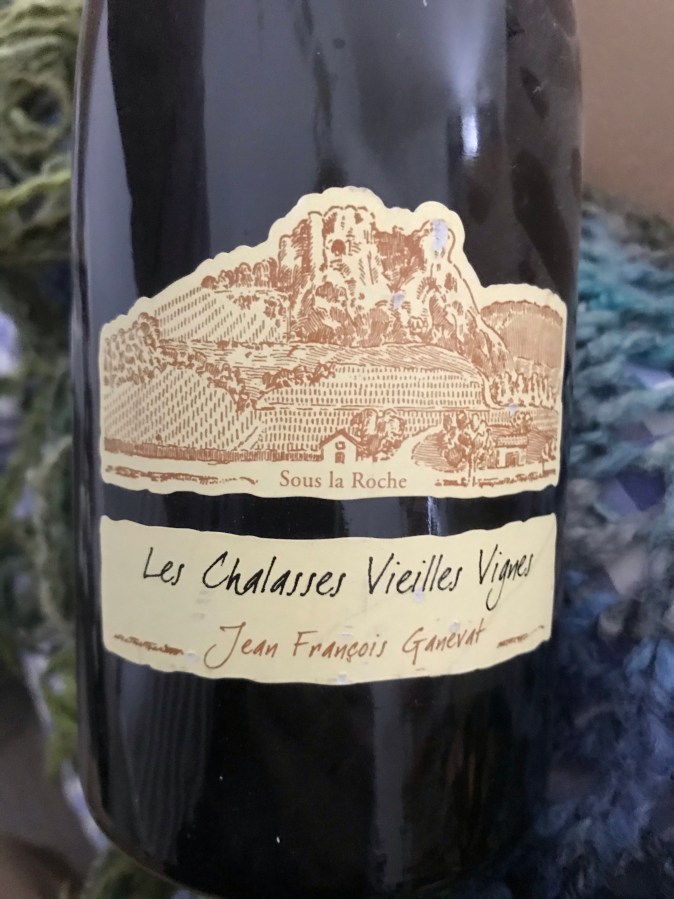 Sous la Roche
Les Chalasses Vieilles Vignes
Jean François Ganevat